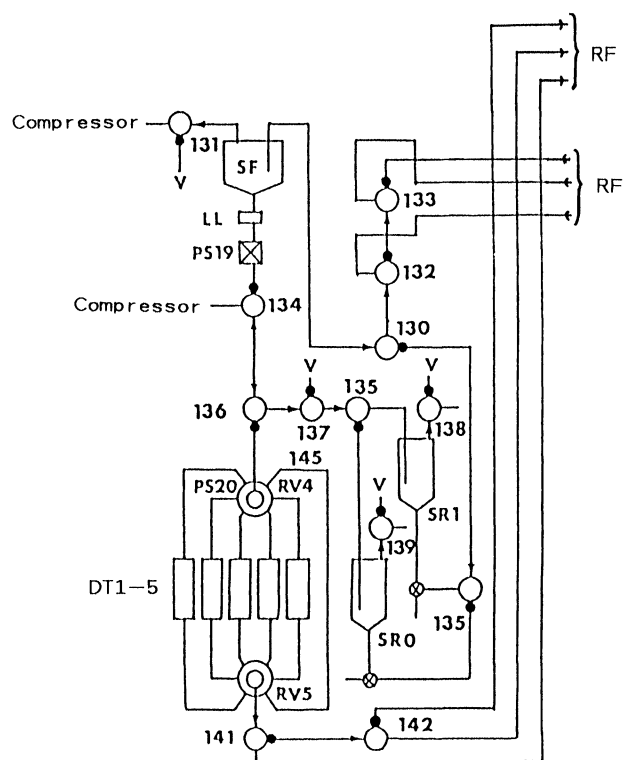 RF
Compressor
131
V
SF
RF
133
LL
PS19
132
Compressor
134
130
V
V
135
136
137
138
145
PS20
RV4
V
SR1
139
DT1-5
135
SR0
RV5
142
141